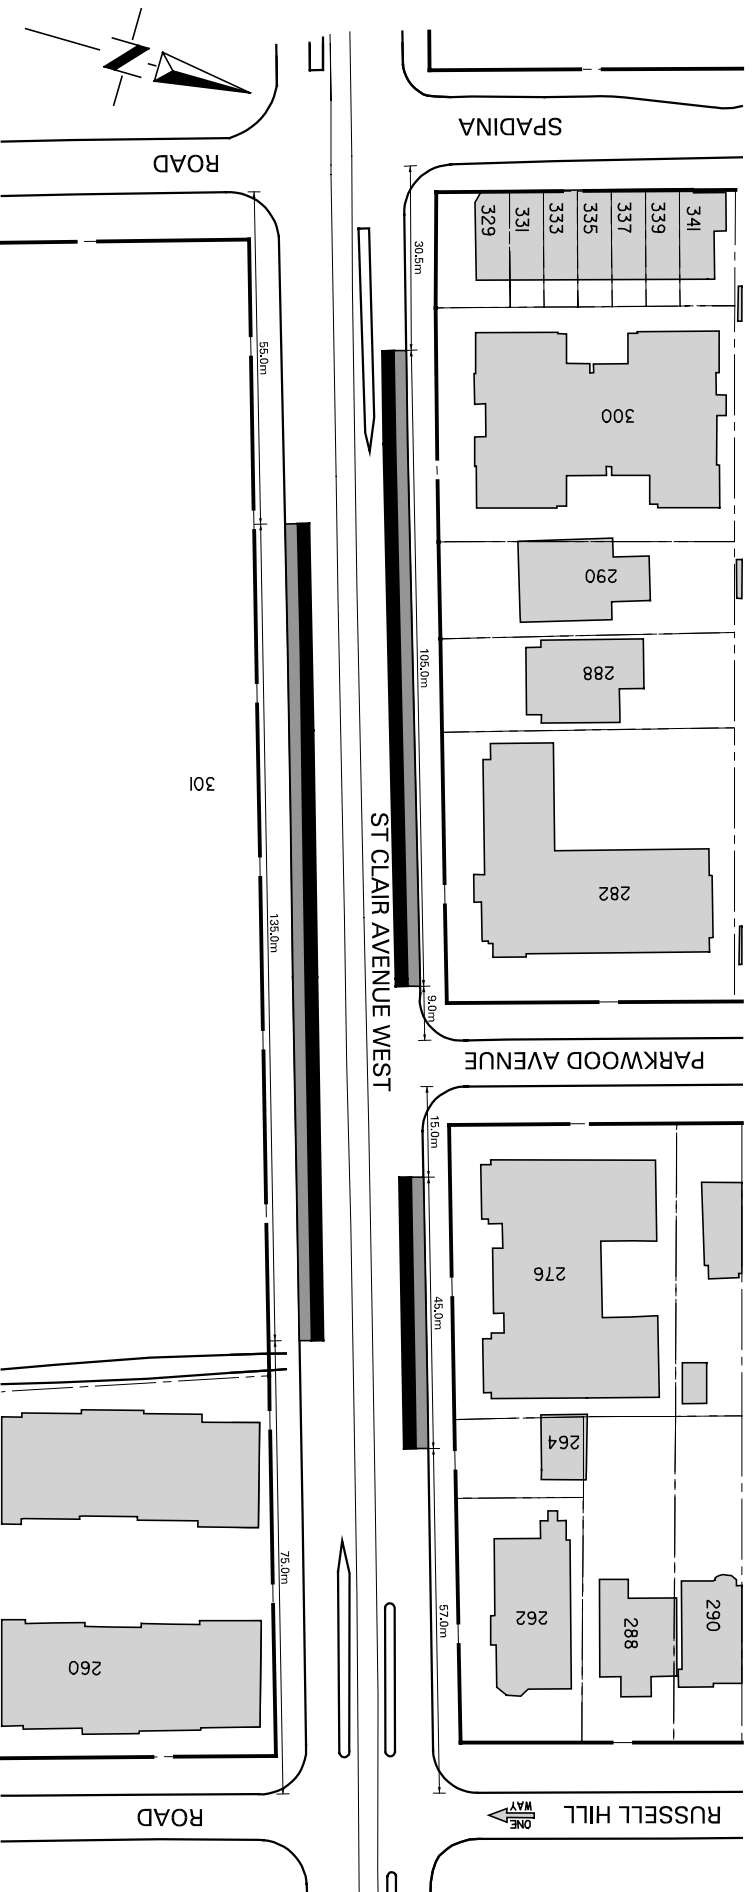 N
SPADINA
ROAD
329
331
333
335
337
339
341
30.5m
55.0m
300
290
288
105.0m
301
ST CLAIR AVENUE WEST
282
135.0m
9.0m
PARKWOOD AVENUE
15.0m
276
45.0m
264
75.0m
57.0m
262
288
290
260
RUSSELL HILL
ONE
WAY
ROAD